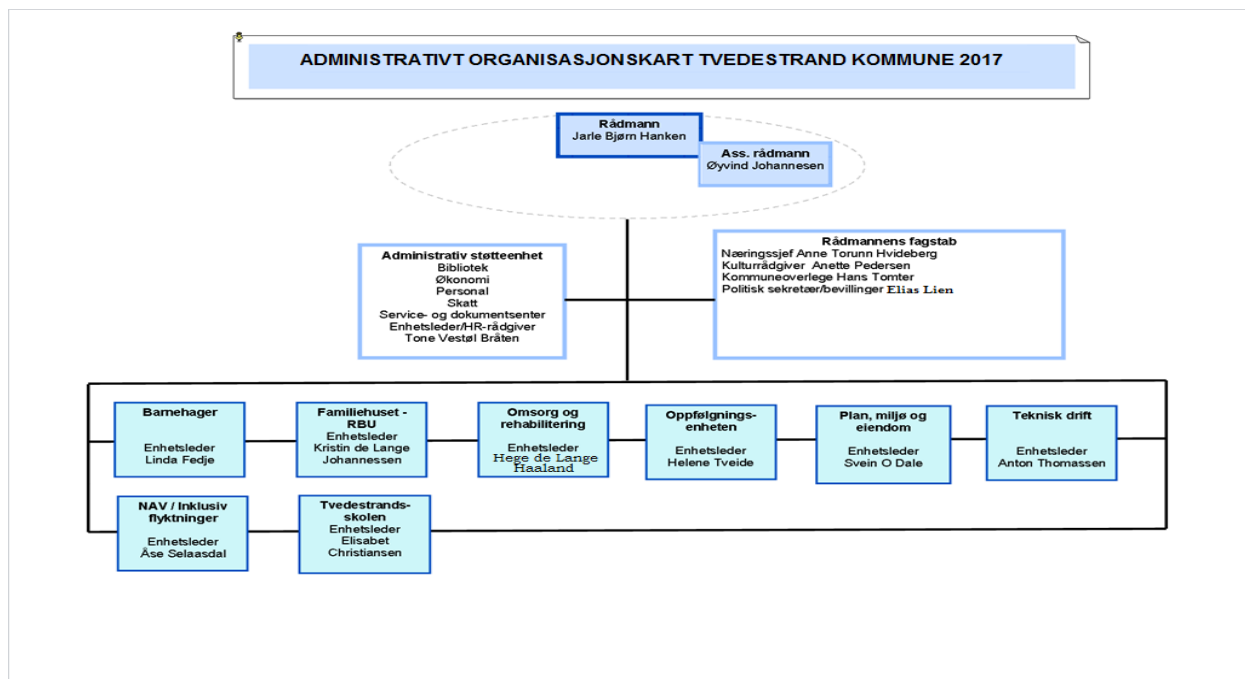 ADMINISTRATIVT ORGANISASJONSKART TVEDESTRAND KOMMUNE 2017
Rådmann
Jarle Bjørn Hanken
Ass. rådmann
Øyvind Johannesen
Administrativ støtteenhet
Bibliotek
Økonomi
Personal
Skatt
Service- og dokumentsenter
Enhetsleder/HR-rådgiver
Tone Vestøl Bråten
Rådmannens fagstab
Næringssjef Anne Torunn Hvideberg
Kulturrådgiver Anette Pedersen
Kommuneoverlege Hans Tomter
Politisk sekretær/bevillinger Elias Lien
Barnehager
Enhetsleder
Linda Fedje
Familiehuset -
RBU
Enhetsleder
Kristin de Lange
Johannessen
Omsorg og
rehabilitering
Enhetsleder
Hege de Lange
Haaland
Oppfølgnings-
enheten
Enhetsleder
Helene Tveide
Plan, miljø og
eiendom
Enhetsleder
Svein O Dale
Teknisk drift
Enhetsleder
Anton Thomassen
NAV / Inklusiv
flyktninger
Enhetsleder
Åse Selaasdal
Tvedestrands-
skolen
Enhetsleder
Elisabet
Christiansen